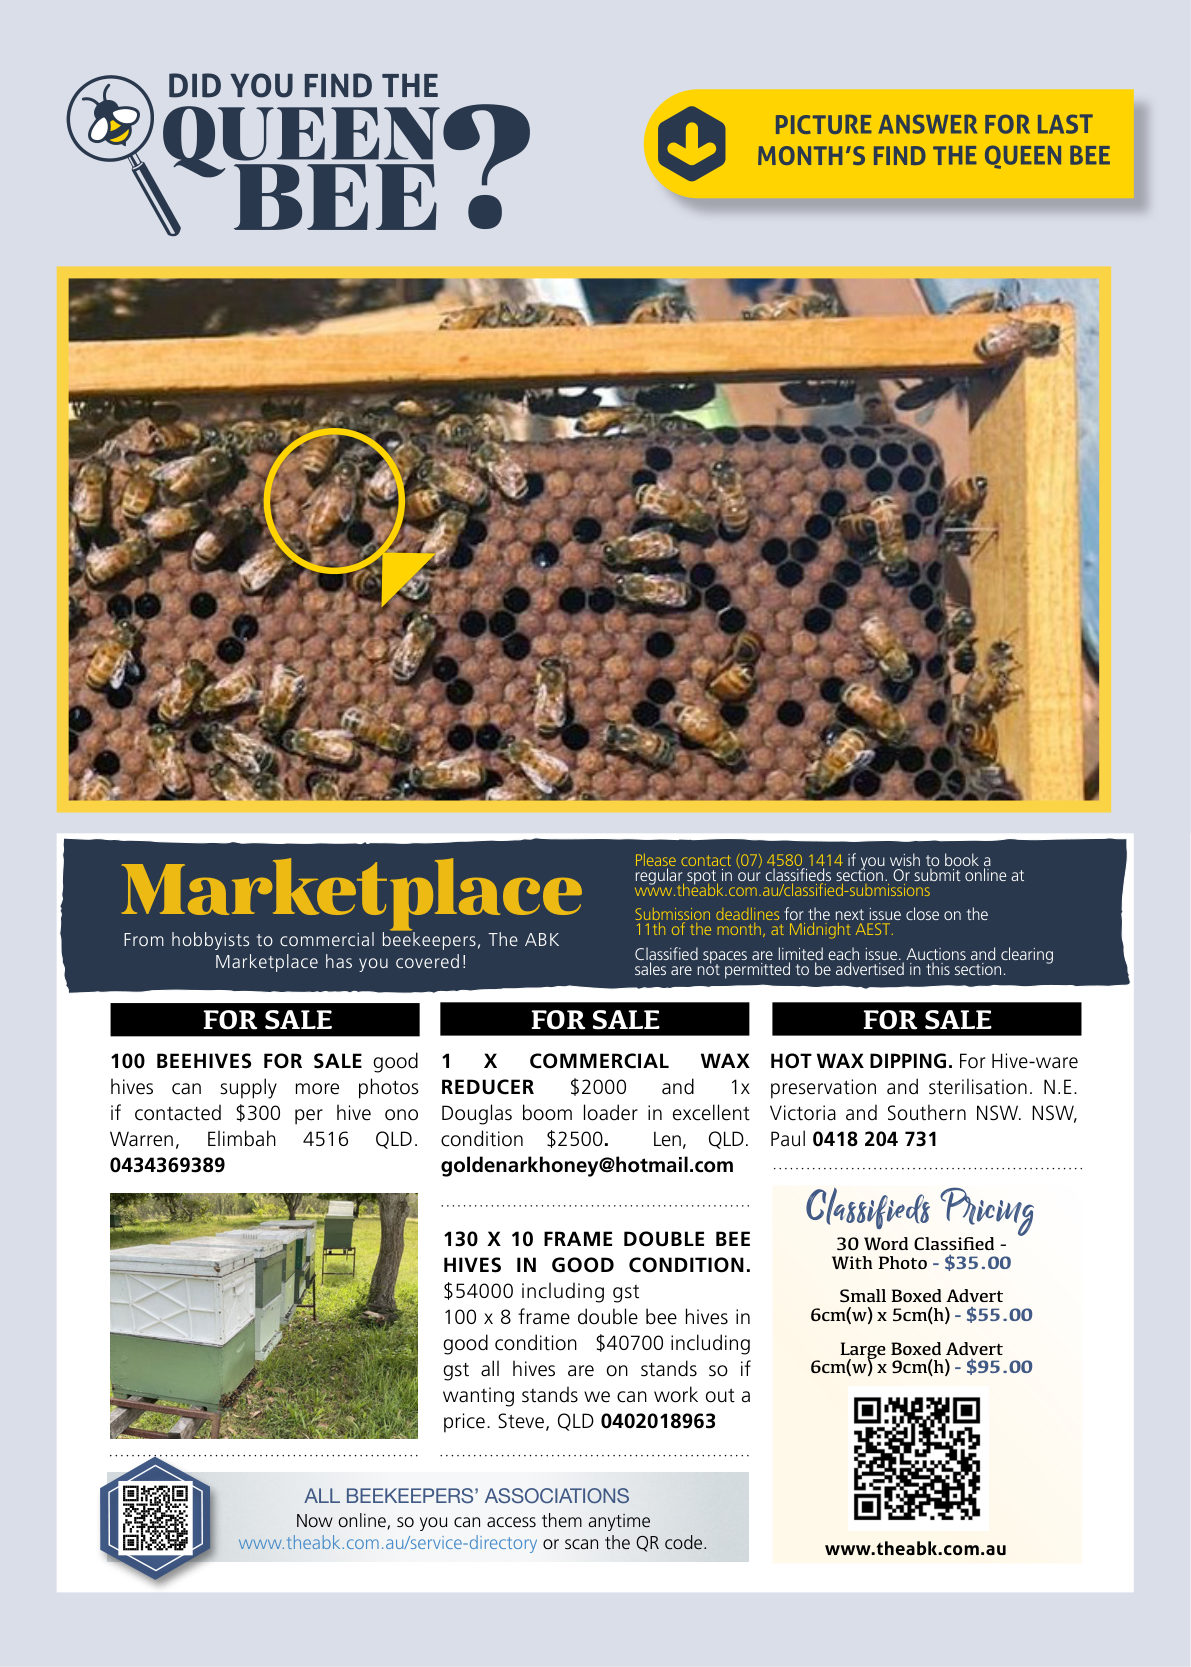 DID YOU FIND THE
QUEEN
BEE?
PICTURE ANSWER FOR LAST
MONTH'S FIND THE QUEEN BEE
Marketplace
From hobbyists to commercial beekeepers, The ABK
Marketplace has you covered!
Please contact (07) 4580 1414 if you wish to book a
regular spot in our classifieds section. Or submit online at
www.theabk.com.au/classified-submissions
Submission deadlines for the next issue close on the
11th of the month, at Midnight AEST.
Classified spaces are limited each issue. Auctions and clearing
sales are not permitted to be advertised in this section.
FOR SALE
100 BEEHIVES FOR SALE good
hives can supply more photos
if contacted $300 per hive ono
Warren, Elimbah 4516 QLD.
0434369389
FOR SALE
1 X COMMERCIAL WAX
REDUCER $2000 and 1x
Douglas boom loader in excellent
condition $2500. Len, QLD.
goldenarkhoney@hotmail.com
130 X 10 FRAME DOUBLE BEE
HIVES IN GOOD CONDITION.
$54000 including gst
100 x 8 frame double bee hives in
good condition $40700 including
gst all hives are on stands so if
wanting stands we can work out a
price. Steve, QLD 0402018963
FOR SALE
HOT WAX DIPPING. For Hive-ware
preservation and sterilisation. N.E.
Victoria and Southern NSW. NSW,
Paul 0418 204 731
Classifieds Pricing
30 Word Classified -
With Photo - $35.00
Small Boxed Advert
6cm(w) x 5cm(h) - $55.00
Large Boxed Advert
6cm(w) x 9cm(h) - $95.00
www.theabk.com.au
ALL BEEKEEPERS' ASSOCIATIONS
Now online, so you can access them anytime
www.theabk.com.au/service-directory or scan the QR code.